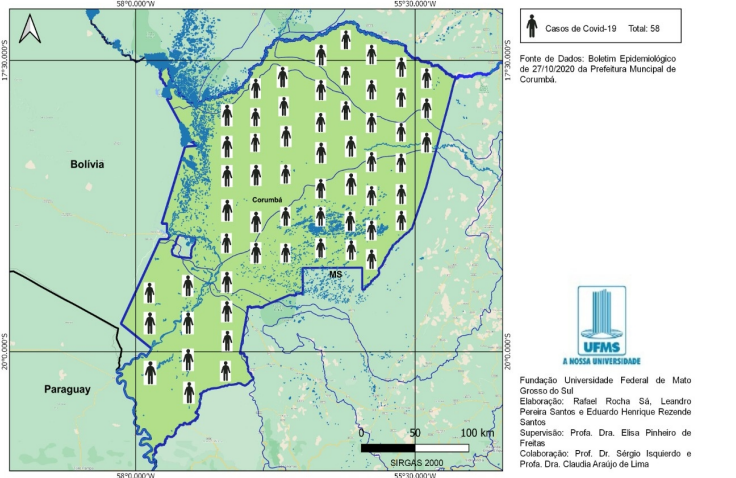 58°0.000'S
55°30.000'S
17°30.000'S
17°30.000'S
Bolivia
Corumbá
MS
20°0.000'S
20°0.000'S
Paraguay
0 50 100 km
SIRGAS 2000
58°0.000'S
55°30.000'S
Casos de Covid-19 Total: 58
Fonte de Dados: Boletim Epidemiológico
de 27/10/2020 da Prefeitura Muncipal de
Corumbá.
UFMS
A NOSSA UNIVERSIDADE
Fundação Universidade Federal de Mato
Grosso do Sul
Elaboração: Rafael Rocha Sá, Leandro
Pereira Santos e Eduardo Henrique Rezende
Santos
Supervisão: Profa. Dra. Elisa Pinheiro de
Freitas
Colaboração: Prof. Dr. Sérgio Isquierdo e
Profa. Dra. Claudia Araújo de Lima